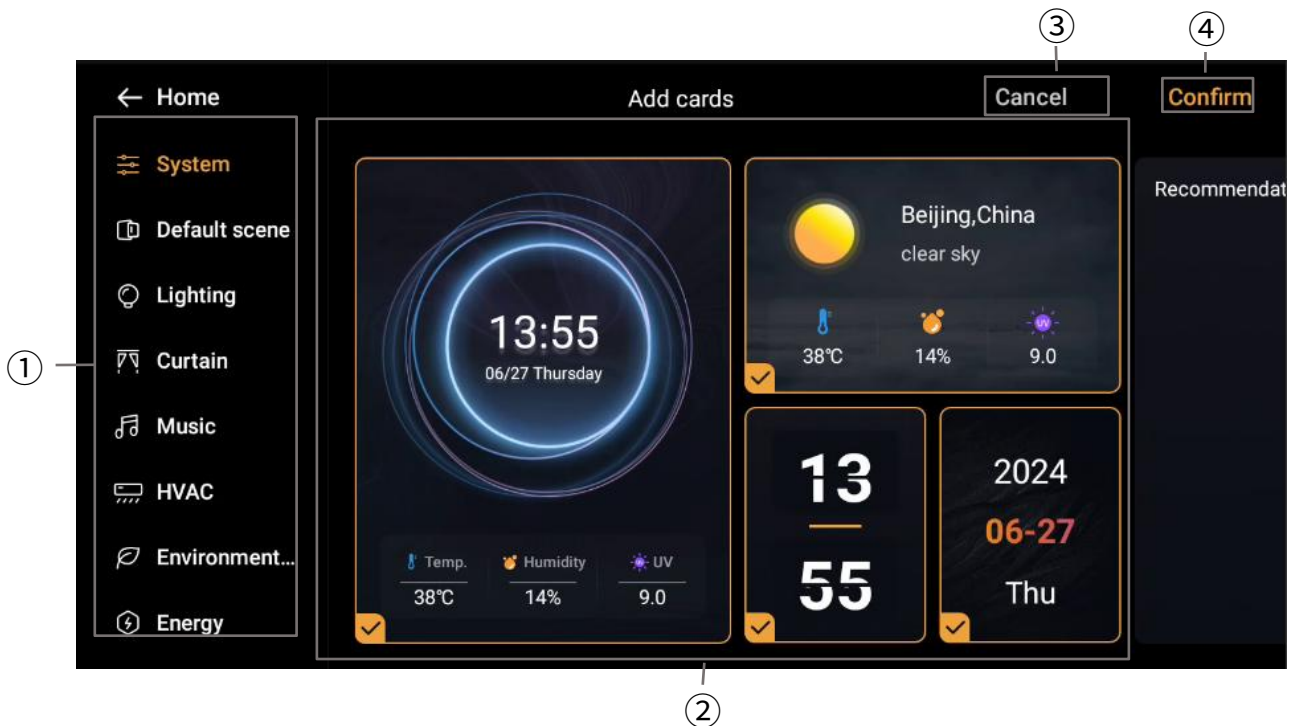 ③
④
← Home
Add cards
Cancel
Confirm
System
Default scene
Lighting
Curtain
Music
HVAC
Environment...
Energy
①
13:55
06/27 Thursday
Temp.
Humidity
UV
38℃
14%
9.0
Beijing,China
clear sky
UV
38℃
14%
9.0
13
55
2024
06-27
Thu
Recommendat
②